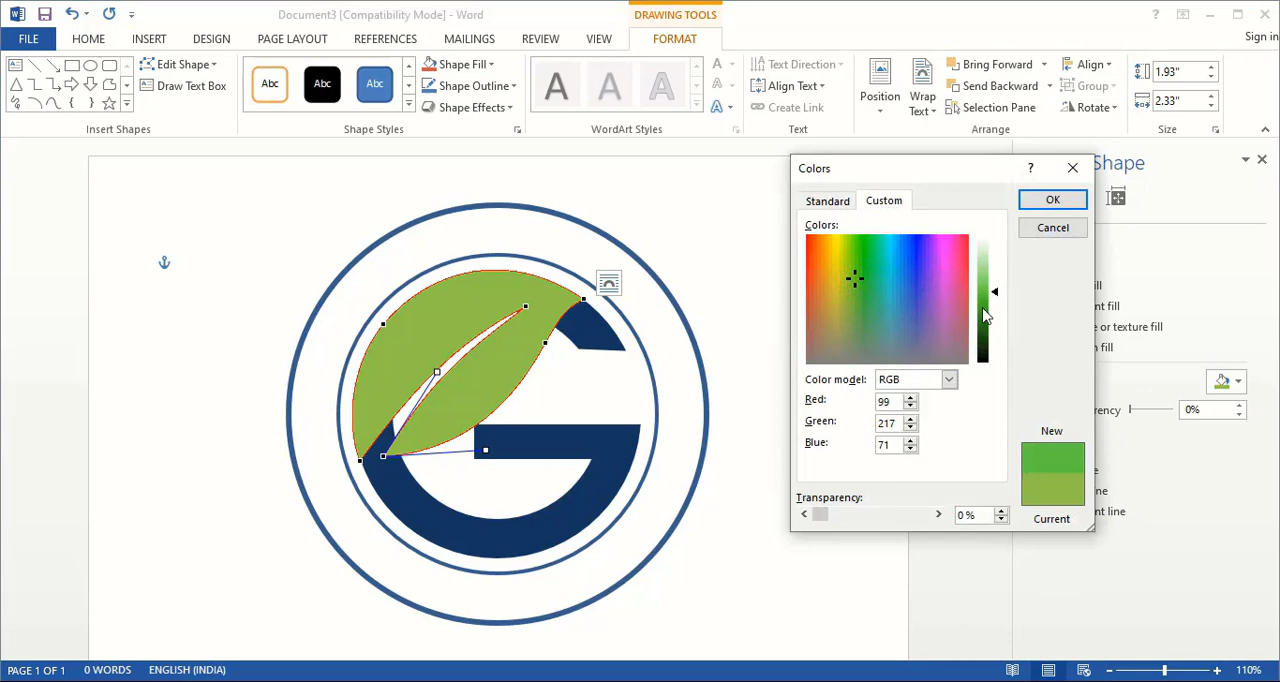 Document3 [Compatibility Mode] - Word
DRAWING TOOLS
?
Sign in
FILE HOME INSERT DESIGN PAGE LAYOUT REFERENCES MAILINGS REVIEW VIEW FORMAT
Edit Shape
Draw Text Box
Insert Shapes
Abc Abc Abc
Shape Fill
Shape Outline
Shape Effects
Shape Styles
A A A
A
A
A
WordArt Styles
Text Direction
Align Text
Create Link
Text
Position
Wrap
Text
Bring Forward
Send Backward
Selection Pane
Align
Group
Rotate
Arrange
1.93"
2.33"
Size
Shape
Colors
?
Standard Custom
OK
Cancel
Colors:
Color model: RGB
Red: 99
Green: 217
Blue: 71
Transparency:
0 %
New
Current
ill
nt fill
e or texture fill
n fill
rency 0%
e
ne
ent line
G
PAGE 1 OF 1 0 WORDS ENGLISH (INDIA)
110%